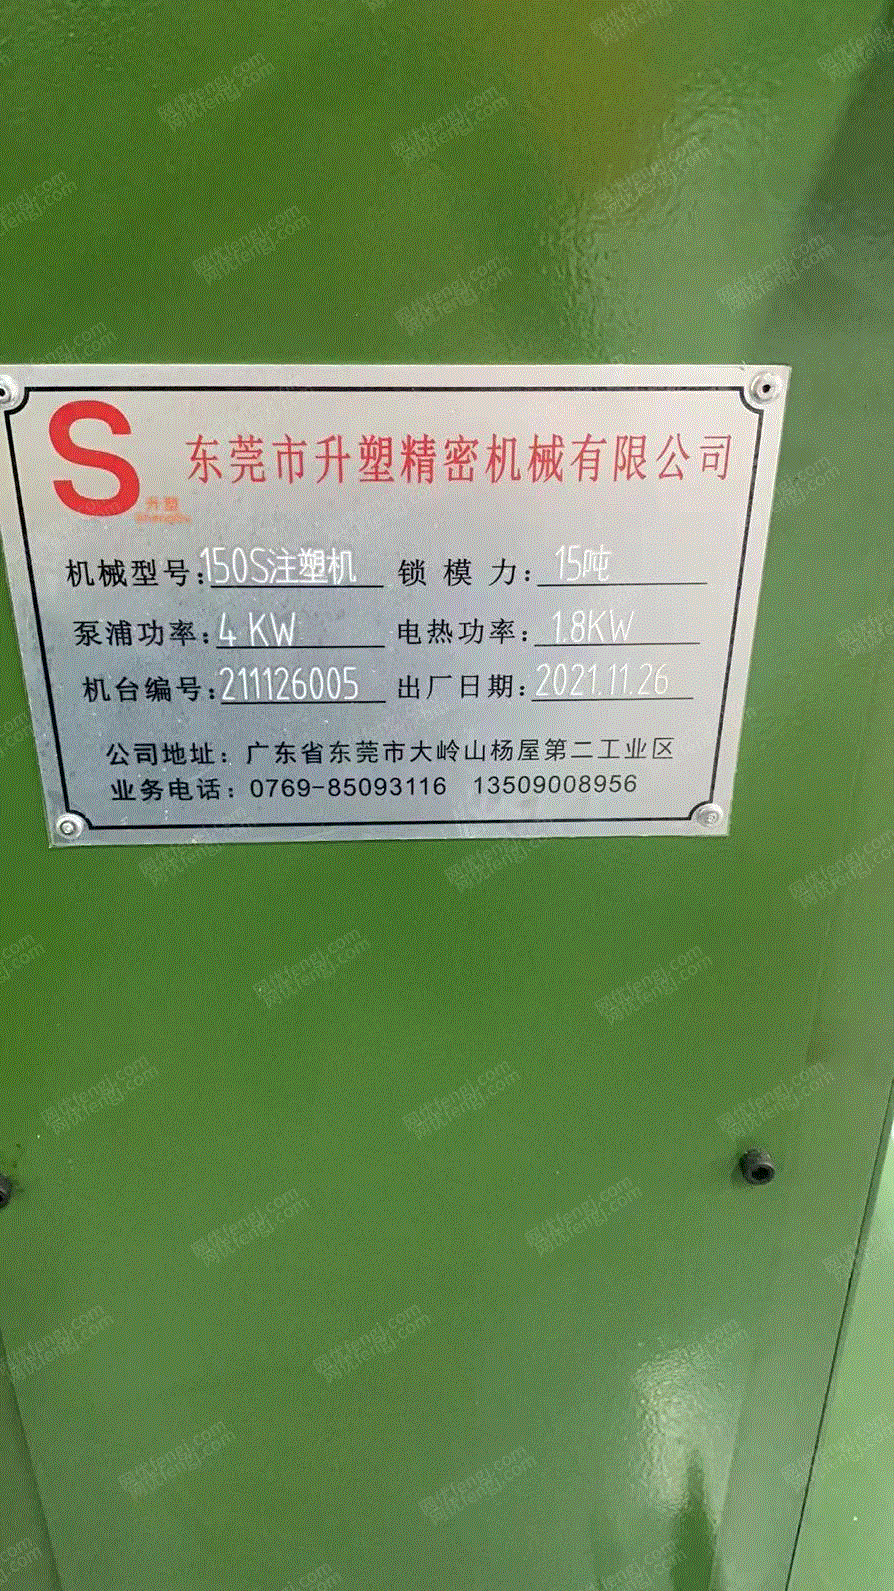 东莞市升塑精密机械有限公司
升塑
机械型号：150S注塑机 锁模力：15吨
泵浦功率：4KW 电热功率：1.8KW
机台编号：211126005 出厂日期：2021.11.26
公司地址：广东省东莞市大岭山杨屋第二工业区
业务电话：0769-85093116 13509008956